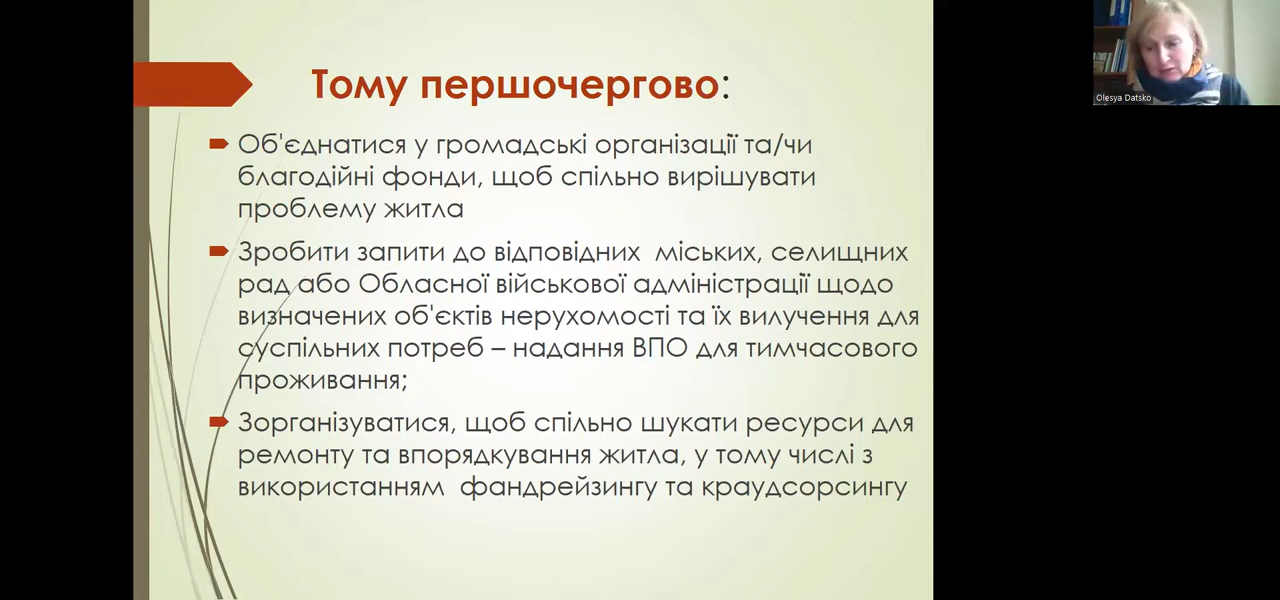 Тому першочергово:
Об'єднатися у громадські організації та/чи
благодійні фонди, щоб спільно вирішувати
проблему житла
Зробити запити до відповідних  міських, селищних
рад або Обласної військової адміністрації щодо
визначених об'єктів нерухомості та їх вилучення для
суспільних потреб – надання ВПО для тимчасового
проживання;
Зорганізуватися, щоб спільно шукати ресурси для
ремонту та впорядкування житла, у тому числі з
використанням  фандрейзингу та краудсорсингу
Olesya Datsko